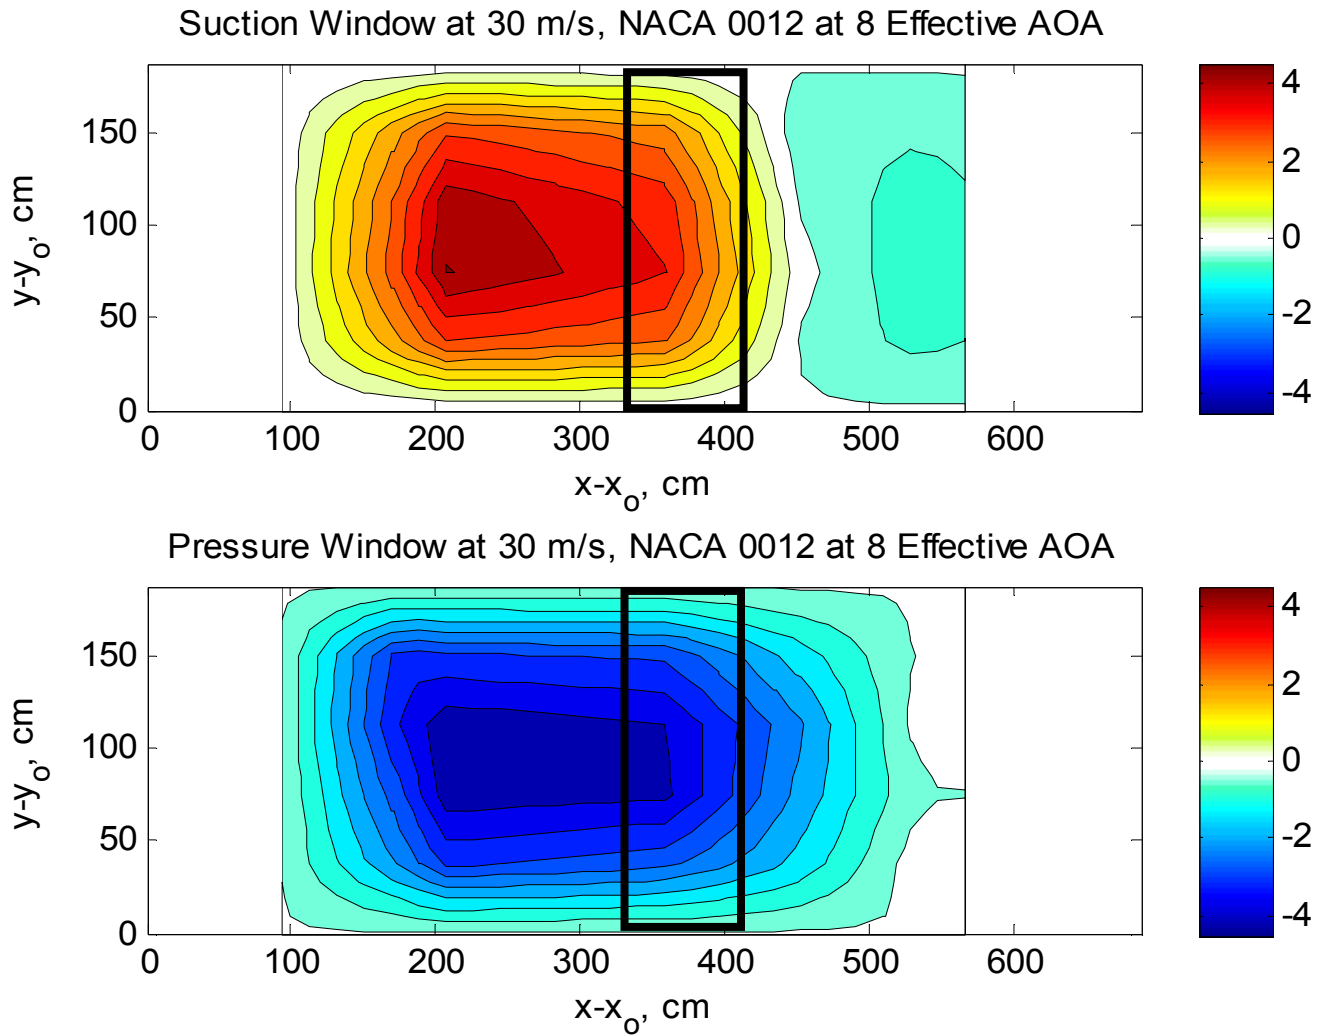 Suction Window at 30 m/s, NACA 0012 at 8 Effective AOA
150
100
50
0
y-yo, cm
0 100 200 300 400 500 600
x-xo, cm
4
2
0
-2
-4
Pressure Window at 30 m/s, NACA 0012 at 8 Effective AOA
150
100
50
0
y-yo, cm
0 100 200 300 400 500 600
x-xo, cm
4
2
0
-2
-4